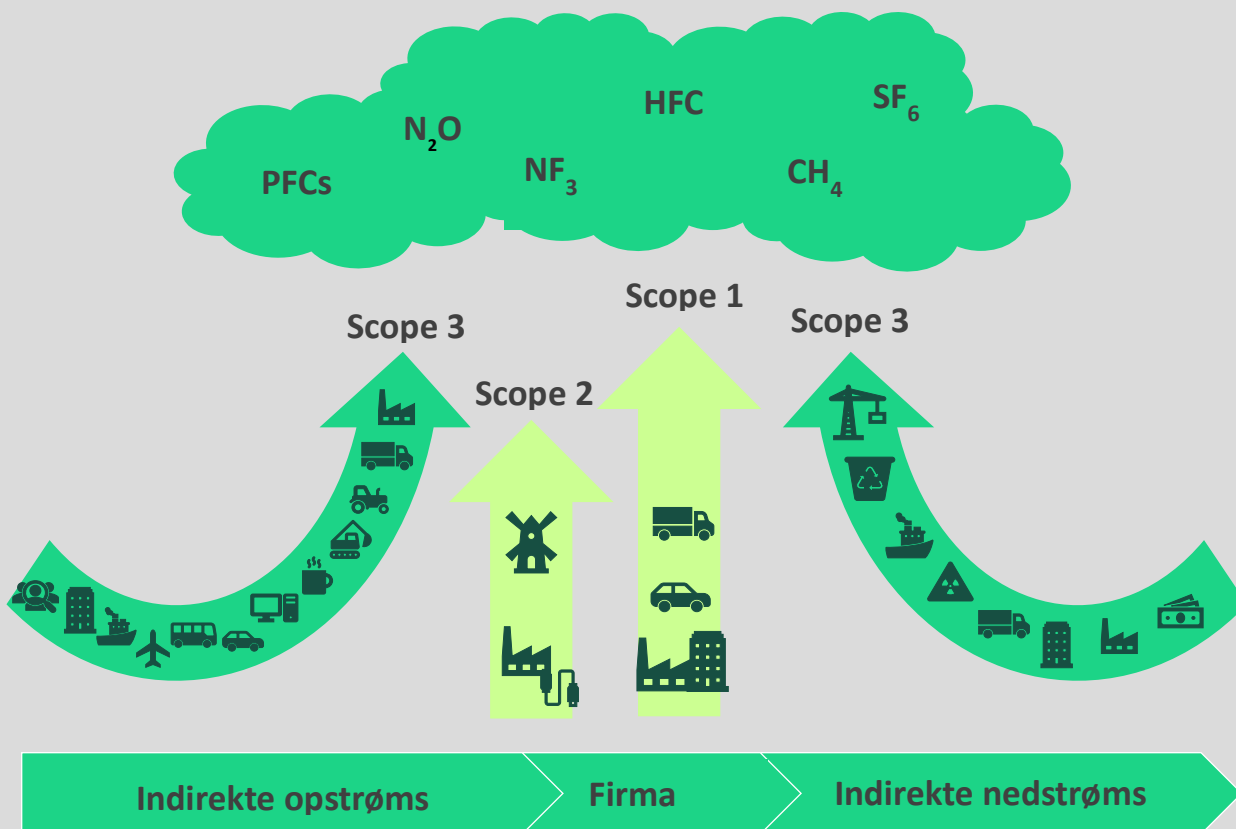 HFC
SF₆
N₂O
NF₃
CH₄
PFCs
Scope 1
Scope 3
Scope 3
Scope 2
Indirekte opstrøms
Firma
Indirekte nedstrøms